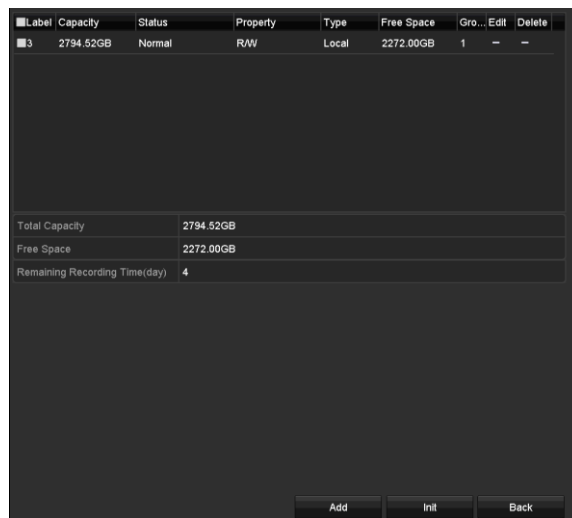 Label Capacity Status Property Type Free Space Gro... Edit Delete
3 2794.52GB Normal R/W Local 2272.00GB 1 – –
Total Capacity 2794.52GB
Free Space 2272.00GB
Remaining Recording Time(day) 4
Add Init Back